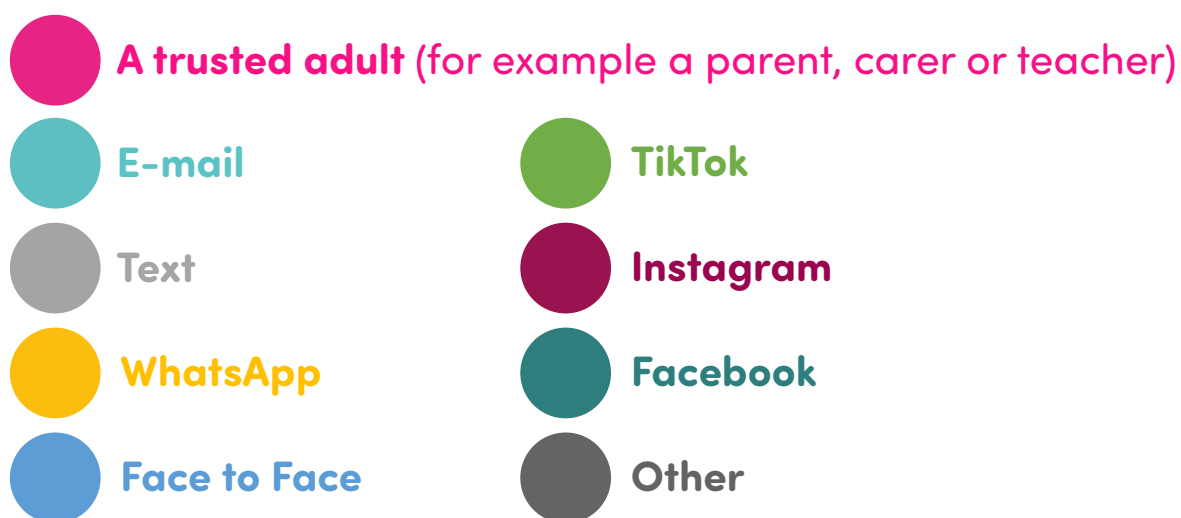 A trusted adult (for example a parent, carer or teacher)
E-mail
TikTok
Text
Instagram
WhatsApp
Facebook
Face to Face
Other